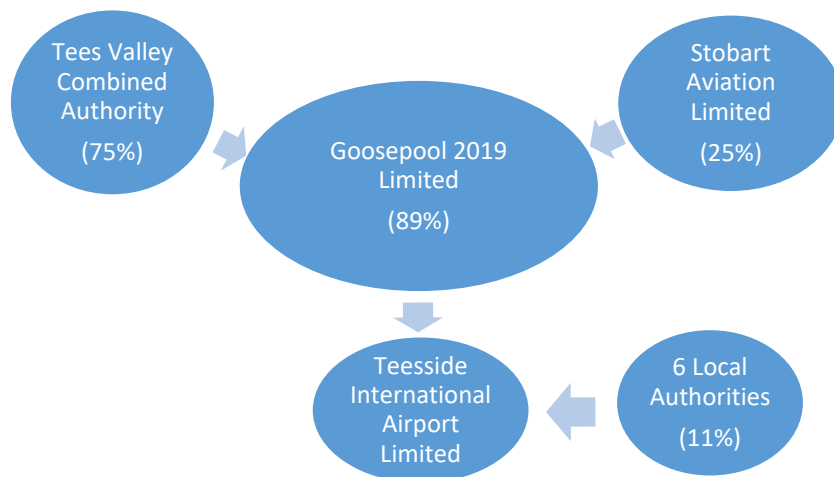 Tees Valley
Combined
Authority
(75%)
Stobart
Aviation
Limited
(25%)
Goosepool 2019
Limited
(89%)
Teesside
International
Airport
Limited
6 Local
Authorities
(11%)